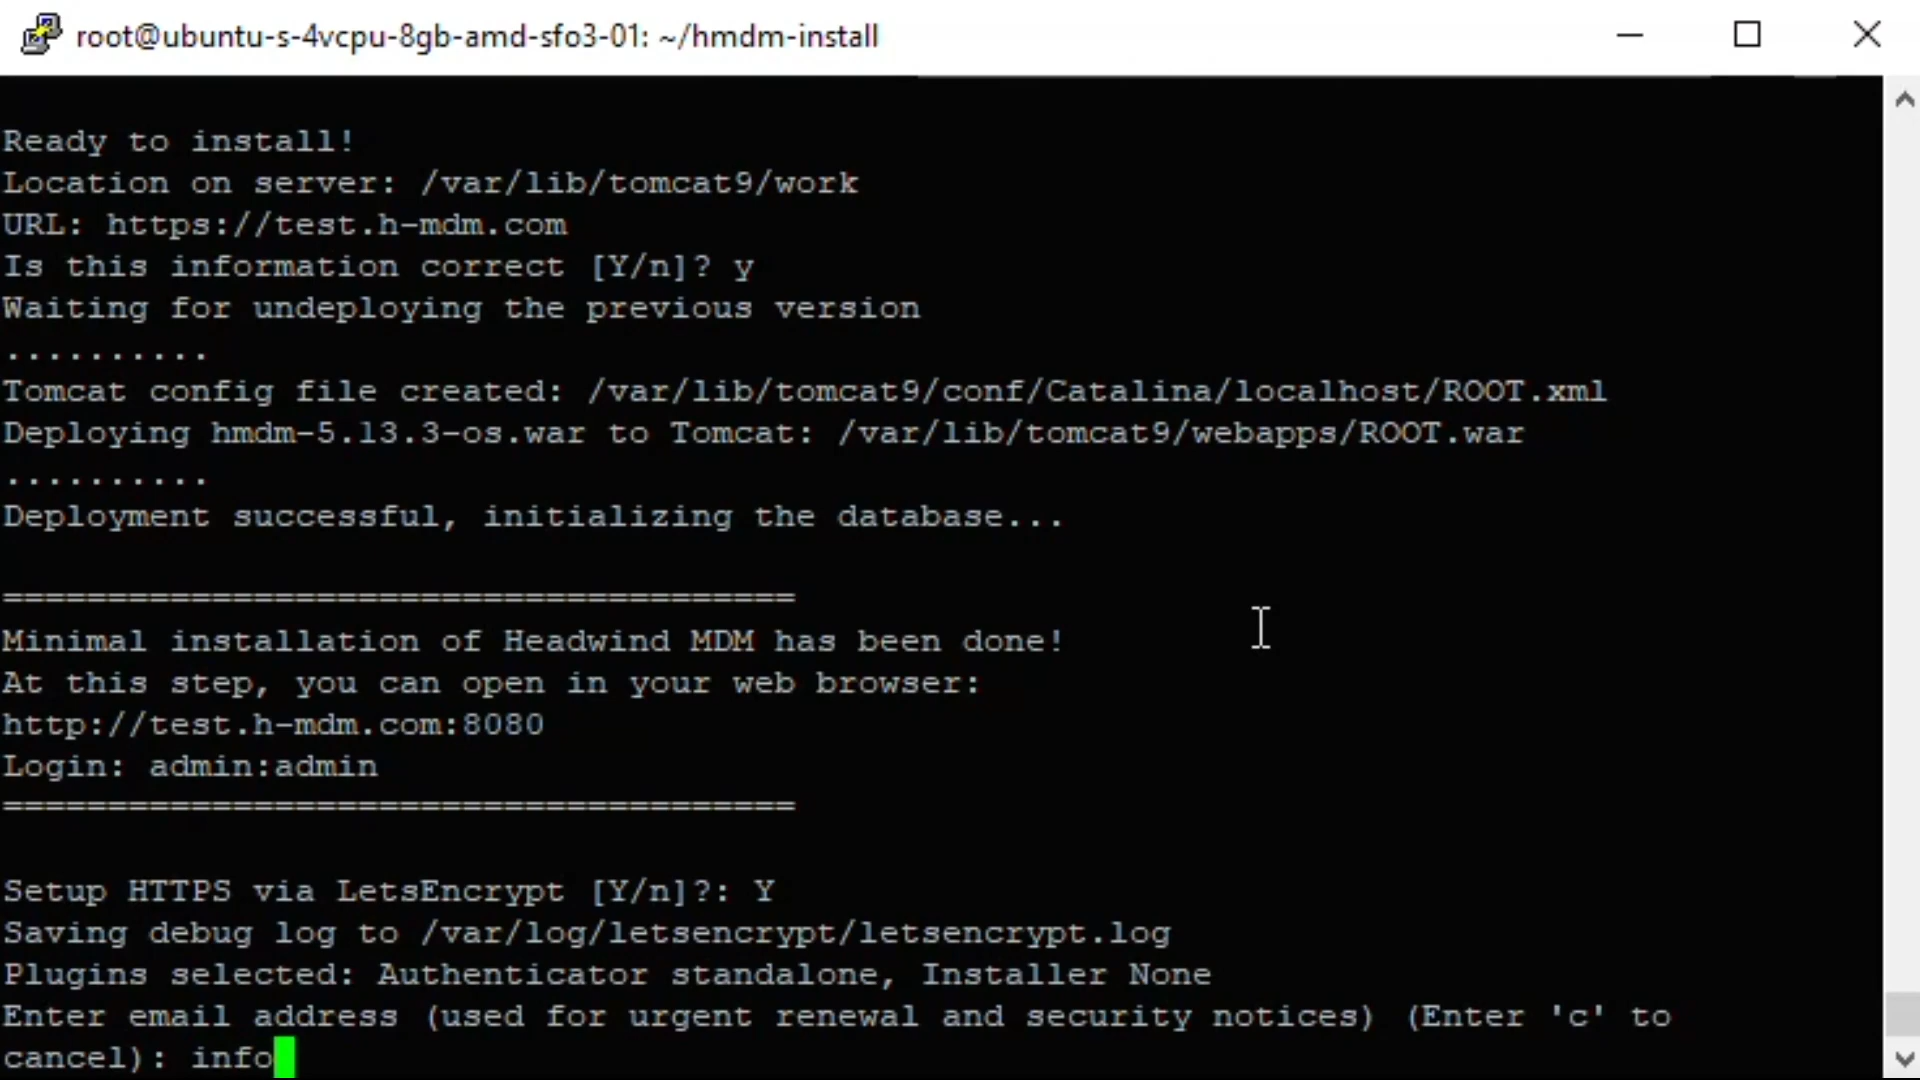 root@ubuntu-s-4vcpu-8gb-amd-sfo3-01: ~/hmdm-install
Ready to install!
Location on server: /var/lib/tomcat9/work
URL: https://test.h-mdm.com
Is this information correct [Y/n]? y
Waiting for undeploying the previous version
..........
Tomcat config file created: /var/lib/tomcat9/conf/Catalina/localhost/ROOT.xml
Deploying hmdm-5.13.3-os.war to Tomcat: /var/lib/tomcat9/webapps/ROOT.war
..........
Deployment successful, initializing the database...
======================================
Minimal installation of Headwind MDM has been done!
At this step, you can open in your web browser:
http://test.h-mdm.com:8080
Login: admin:admin
======================================
Setup HTTPS via LetsEncrypt [Y/n]?: Y
Saving debug log to /var/log/letsencrypt/letsencrypt.log
Plugins selected: Authenticator standalone, Installer None
Enter email address (used for urgent renewal and security notices) (Enter 'c' to
cancel): info